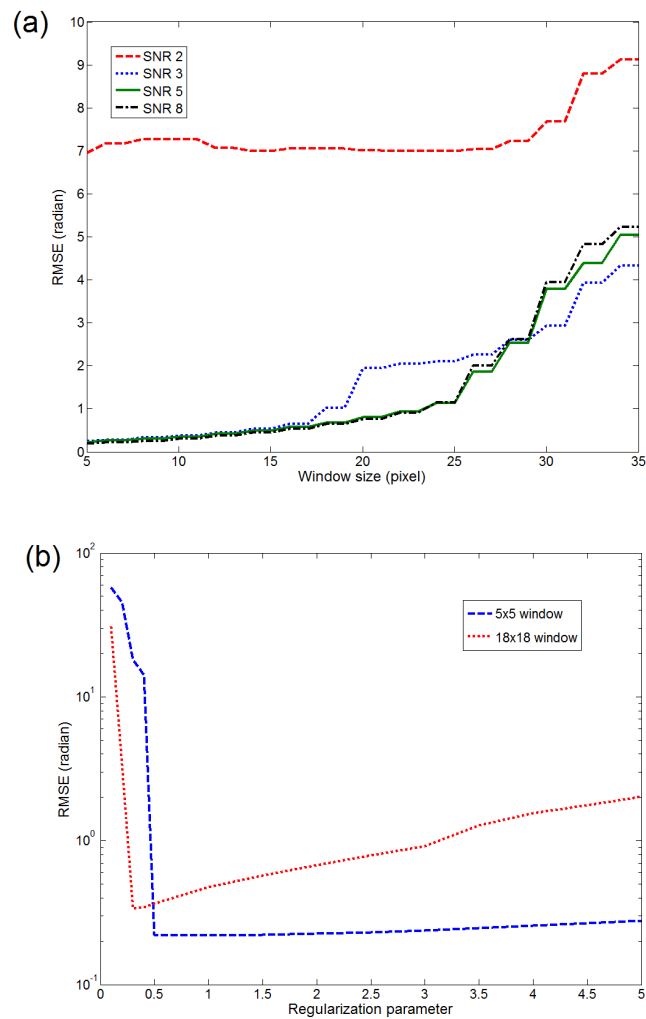 (a)
RMSE (radian)
10
9
8
7
6
5
4
3
2
1
0
SNR 2
SNR 3
SNR 5
SNR 8
5 10 15 20 25 30 35
Window size (pixel)
(b)
RMSE (radian)
10^2
10^1
10^0
10^-1
5x5 window
18x18 window
0 0.5 1 1.5 2 2.5 3 3.5 4 4.5 5
Regularization parameter